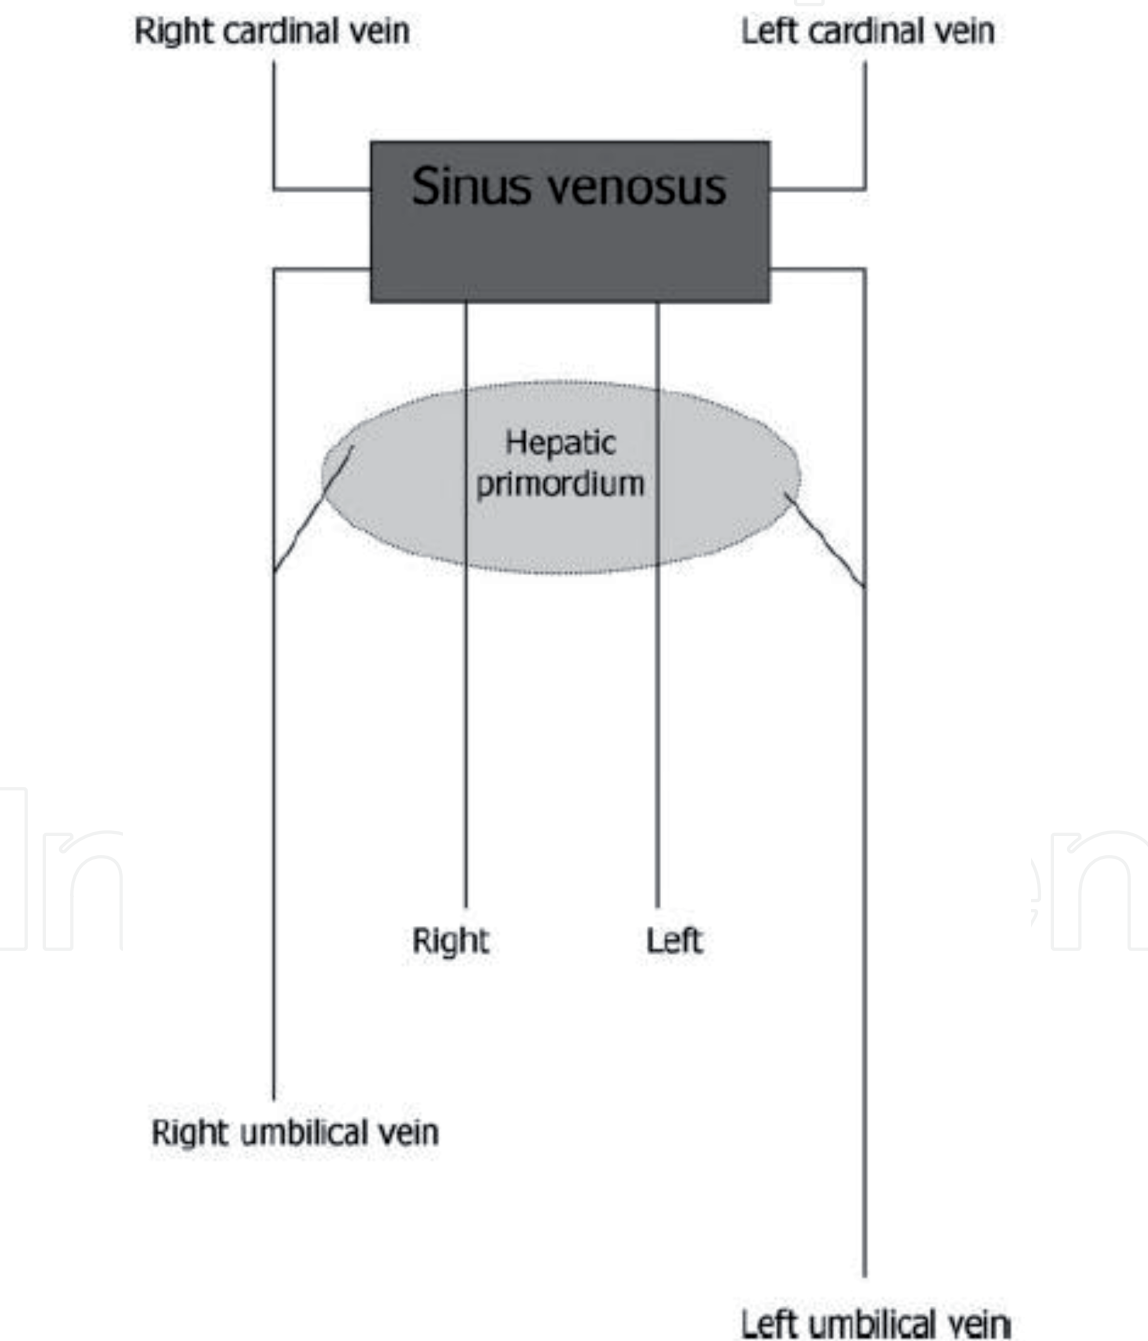 Right cardinal vein
Left cardinal vein
Sinus venosus
Hepatic
primordium
Right
Left
Right umbilical vein
Left umbilical vein